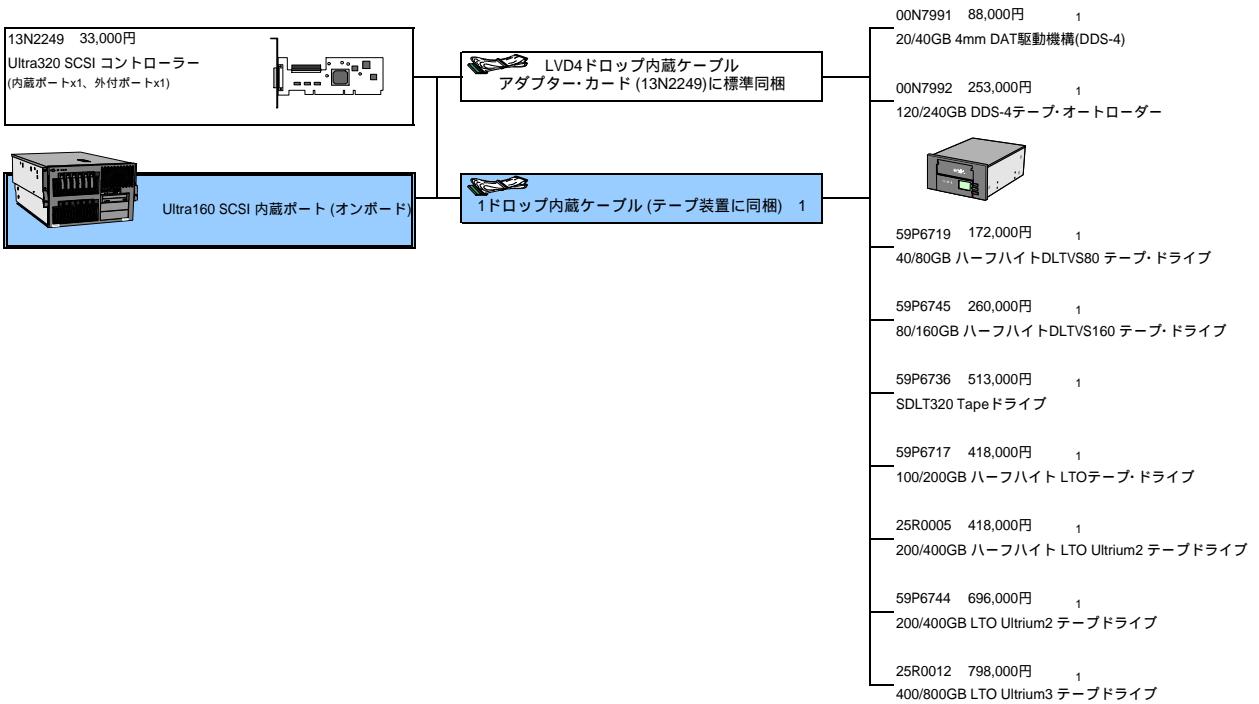 13N2249 33,000円
Ultra320 SCSI コントローラー
(内蔵ポートx1、外付ポートx1)
Ultra160 SCSI 内蔵ポート (オンボード)
LVD4ドロップ内蔵ケーブル
アダプター・カード (13N2249)に標準同梱
1ドロップ内蔵ケーブル (テープ装置に同梱) 1
00N7991 88,000円 1
20/40GB 4mm DAT駆動機構(DDS-4)
00N7992 253,000円 1
120/240GB DDS-4テープ・オートローダー
59P6719 172,000円 1
40/80GB ハーフハイトDLTVS80 テープ・ドライブ
59P6745 260,000円 1
80/160GB ハーフハイトDLTVS160 テープ・ドライブ
59P6736 513,000円 1
SDLT320 Tapeドライブ
59P6717 418,000円 1
100/200GB ハーフハイト LTOテープ・ドライブ
25R0005 418,000円 1
200/400GB ハーフハイト LTO Ultrium2 テープドライブ
59P6744 696,000円 1
200/400GB LTO Ultrium2 テープドライブ
25R0012 798,000円 1
400/800GB LTO Ultrium3 テープドライブ